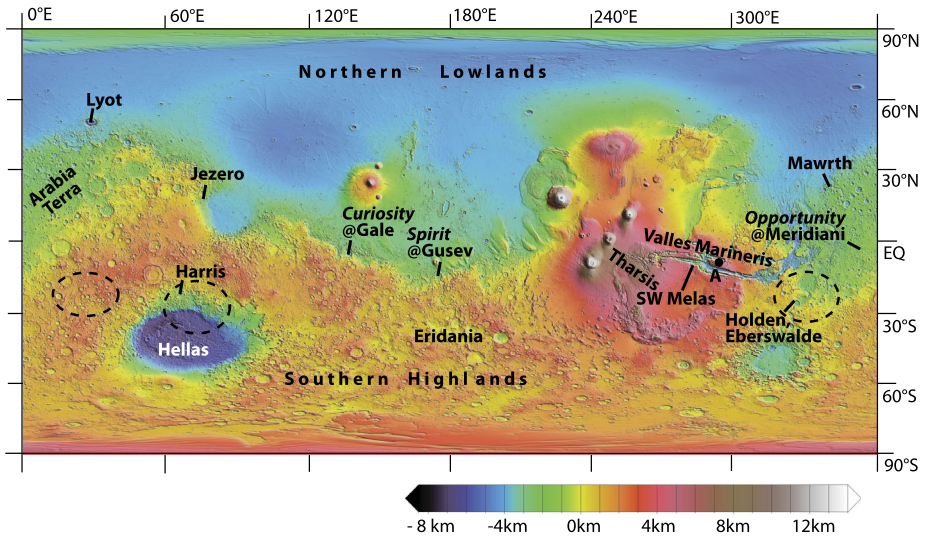 0°E 60°E 120°E 180°E 240°E 300°E
90°N
Northern Lowlands
Lyot
60°N
Mawrth
Jezero
30°N
Arabia
Terra
Curiosity
@Gale
Spirit
@Gusev
Opportunity
@Meridiani
Valles Marineris
EQ
Harris
Tharsis
A
SW Melas
Holden,
Eberswalde
30°S
Hellas
Eridania
Southern Highlands
60°S
90°S
- 8 km -4km 0km 4km 8km 12km